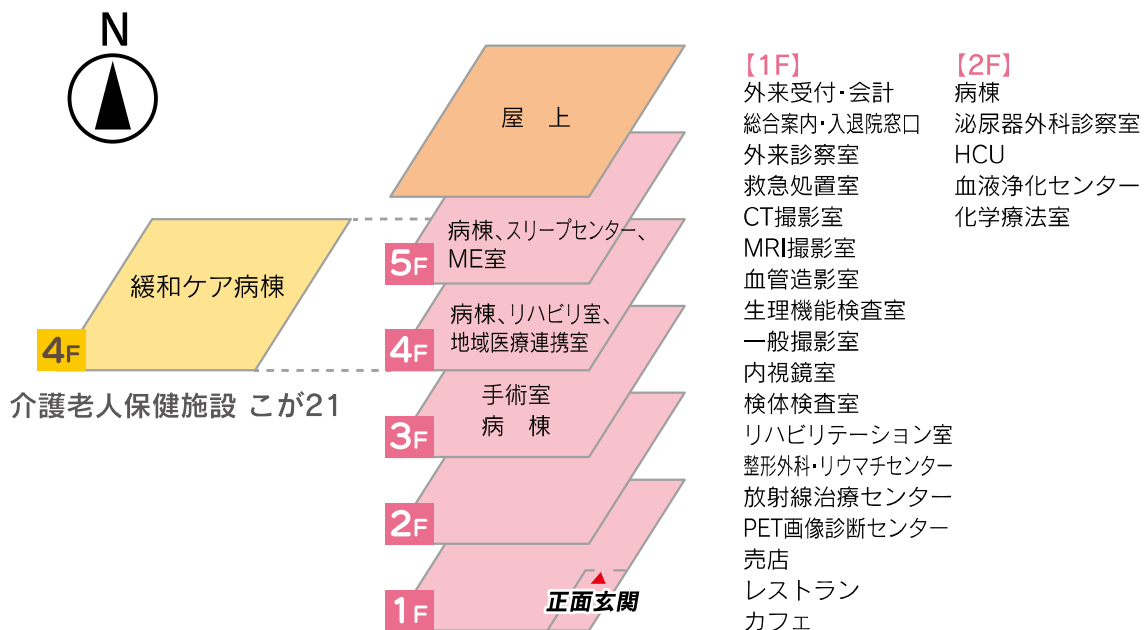 N
屋 上
病棟、スリープセンター、
ME室
5F
緩和ケア病棟
4F
介護老人保健施設 こが21
病棟、リハビリ室、
地域医療連携室
4F
手術室
病 棟
3F
2F
1F
正面玄関
【1F】
外来受付・会計
総合案内・入退院窓口
外来診察室
救急処置室
CT撮影室
MRI撮影室
血管造影室
生理機能検査室
一般撮影室
内視鏡室
検体検査室
リハビリテーション室
整形外科・リウマチセンター
放射線治療センター
PET画像診断センター
売店
レストラン
カフェ
【2F】
病棟
泌尿器外科診察室
HCU
血液浄化センター
化学療法室